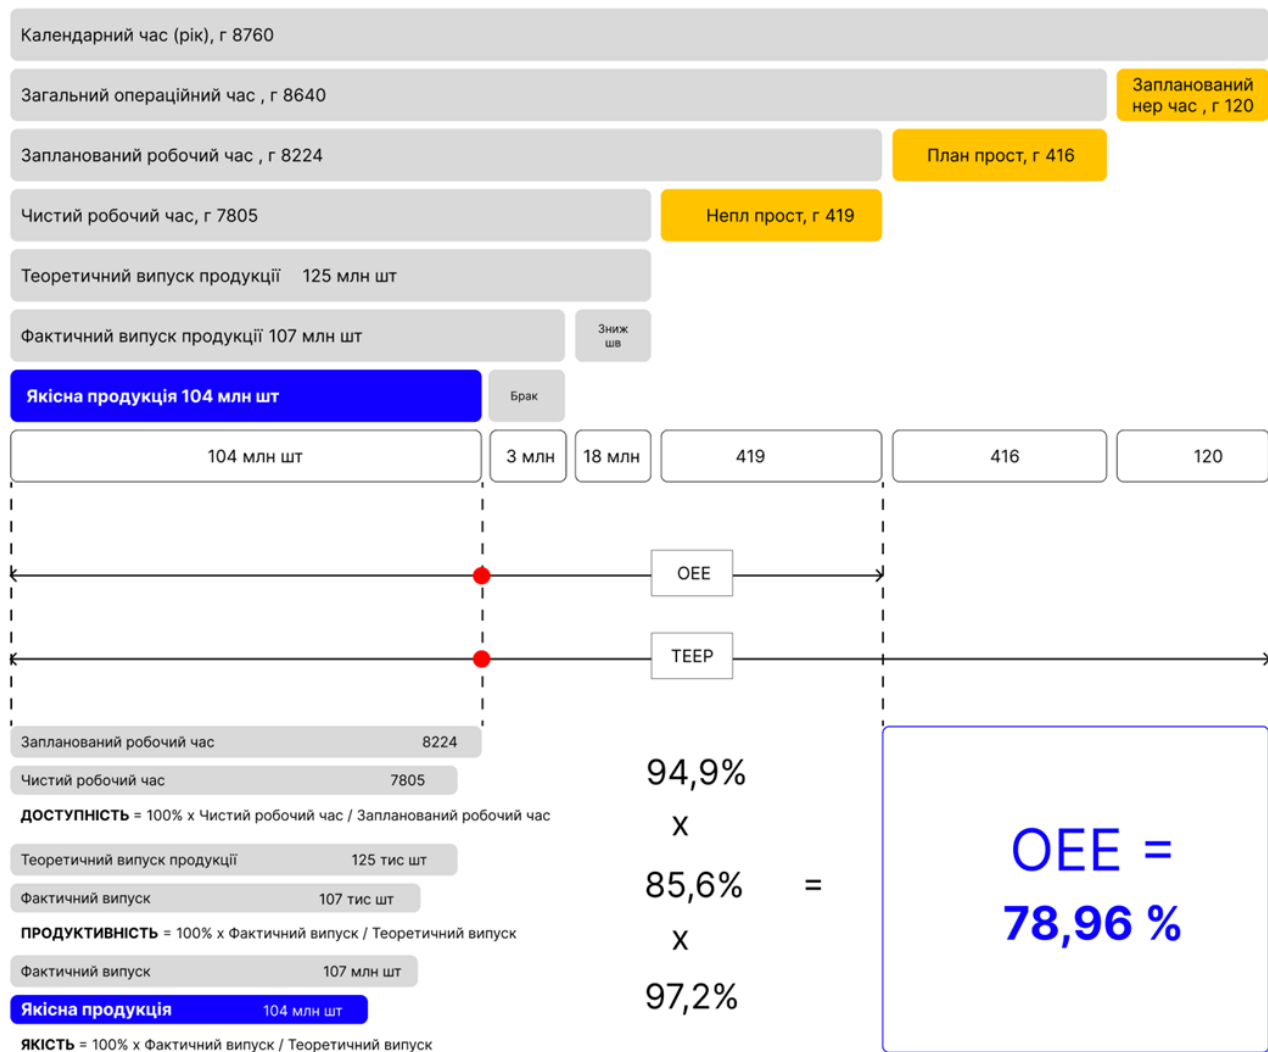 Календарний час (рік), г 8760
Загальний операційний час , г 8640
Запланований
нер час , г 120
Запланований робочий час , г 8224
План прост, г 416
Чистий робочий час, г 7805
Непл прост, г 419
Теоретичний випуск продукції 125 млн шт
Фактичний випуск продукції 107 млн шт
Зниж
шв
Якісна продукція 104 млн шт
Брак
104 млн шт
3 млн
18 млн
419
416
120
OEE
TEEP
Запланований робочий час 8224
Чистий робочий час 7805
ДОСТУПНІСТЬ = 100% x Чистий робочий час / Запланований робочий час
Теоретичний випуск продукції 125 тис шт
Фактичний випуск 107 тис шт
ПРОДУКТИВНІСТЬ = 100% x Фактичний випуск / Теоретичний випуск
Фактичний випуск 107 млн шт
Якісна продукція 104 млн шт
ЯКІСТЬ = 100% x Фактичний випуск / Теоретичний випуск
94,9%
x
85,6%
x
97,2%
=
OEE =
78,96 %